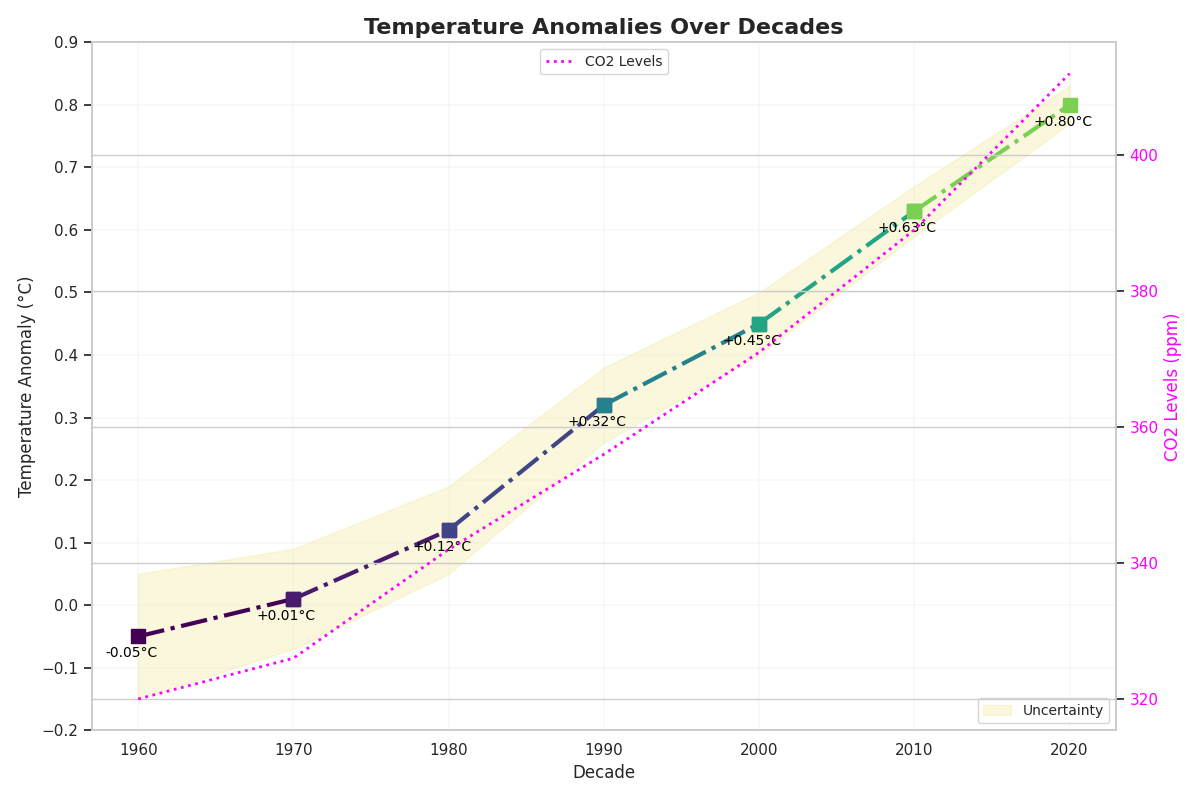 Temperature Anomalies Over Decades
CO2 Levels
0.9
0.8
0.7
0.6
0.5
0.4
0.3
0.2
0.1
0.0
−0.1
−0.2
Temperature Anomaly (°C)
-0.05°C
+0.01°C
+0.12°C
+0.32°C
+0.45°C
+0.63°C
+0.80°C
400
380
360
340
320
CO2 Levels (ppm)
Uncertainty
1960 1970 1980 1990 2000 2010 2020
Decade